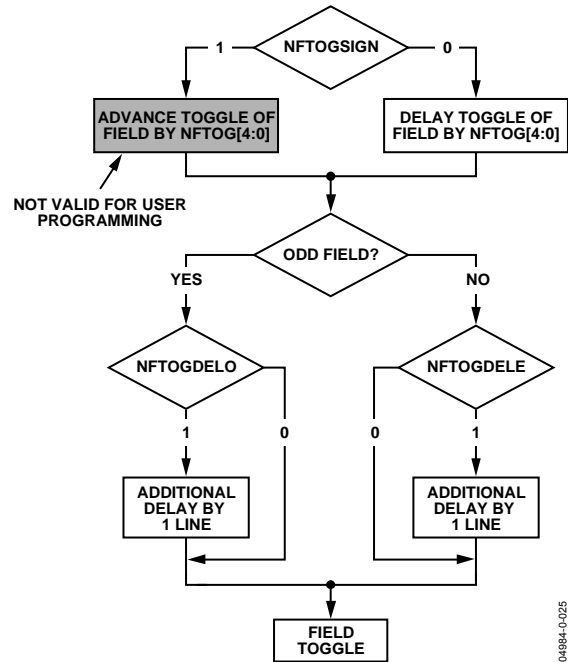 1
NFTOGSIGN
0
ADVANCE TOGGLE OF
FIELD BY NFTOG[4:0]
DELAY TOGGLE OF
FIELD BY NFTOG[4:0]
NOT VALID FOR USER
PROGRAMMING
ODD FIELD?
YES
NO
NFTOGDELO
NFTOGDELE
1
0
0
1
ADDITIONAL
DELAY BY
1 LINE
ADDITIONAL
DELAY BY
1 LINE
FIELD
TOGGLE
04984-0-025